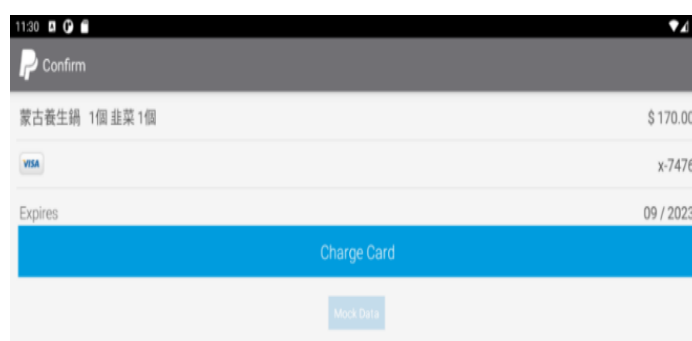 11:30
Confirm
蒙古養生鍋 1個 韭菜 1個 $ 170.00
VISA x-7476
Expires 09 / 2023
Charge Card
Mock Data